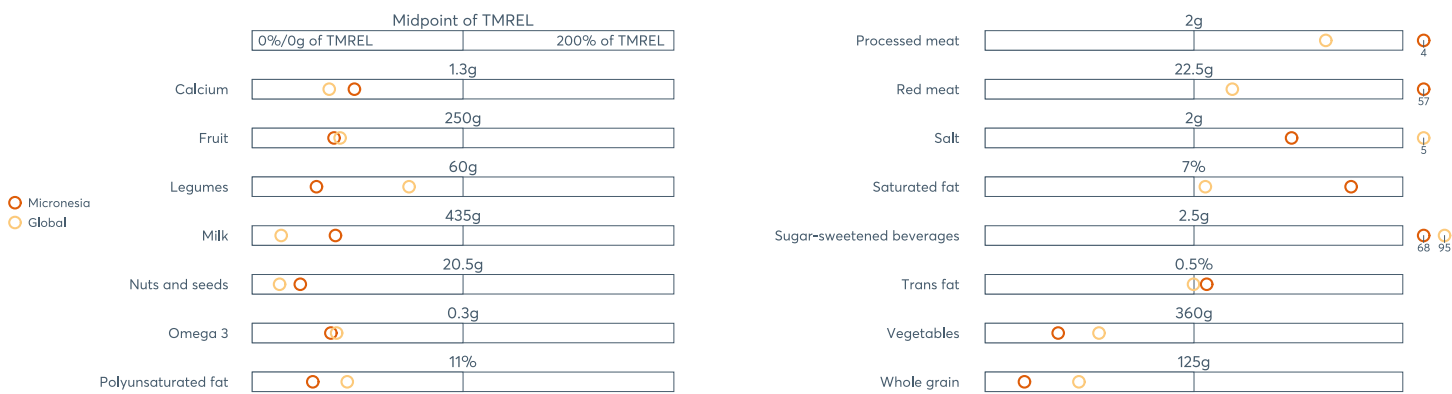 Midpoint of TMREL
0%/0g of TMREL
200% of TMREL
1.3g
Calcium
250g
Fruit
60g
Legumes
435g
Milk
20.5g
Nuts and seeds
0.3g
Omega 3
11%
Polyunsaturated fat
Micronesia
Global
2g
Processed meat
4
22.5g
Red meat
57
2g
Salt
5
7%
Saturated fat
2.5g
Sugar-sweetened beverages
68 95
0.5%
Trans fat
360g
Vegetables
125g
Whole grain